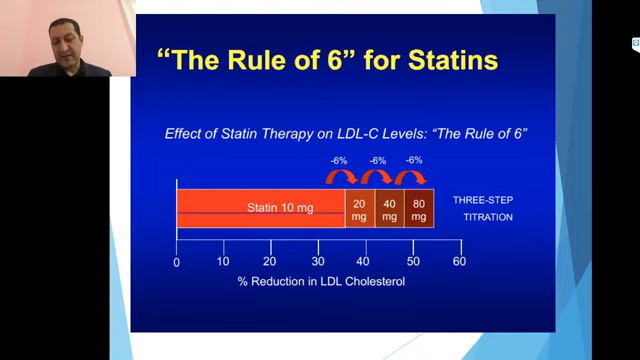 “The Rule of 6” for Statins
Effect of Statin Therapy on LDL-C Levels: “The Rule of 6”
-6% -6% -6%
Statin 10 mg
20 mg
40 mg
80 mg
THREE-STEP
TITRATION
0 10 20 30 40 50 60
% Reduction in LDL Cholesterol